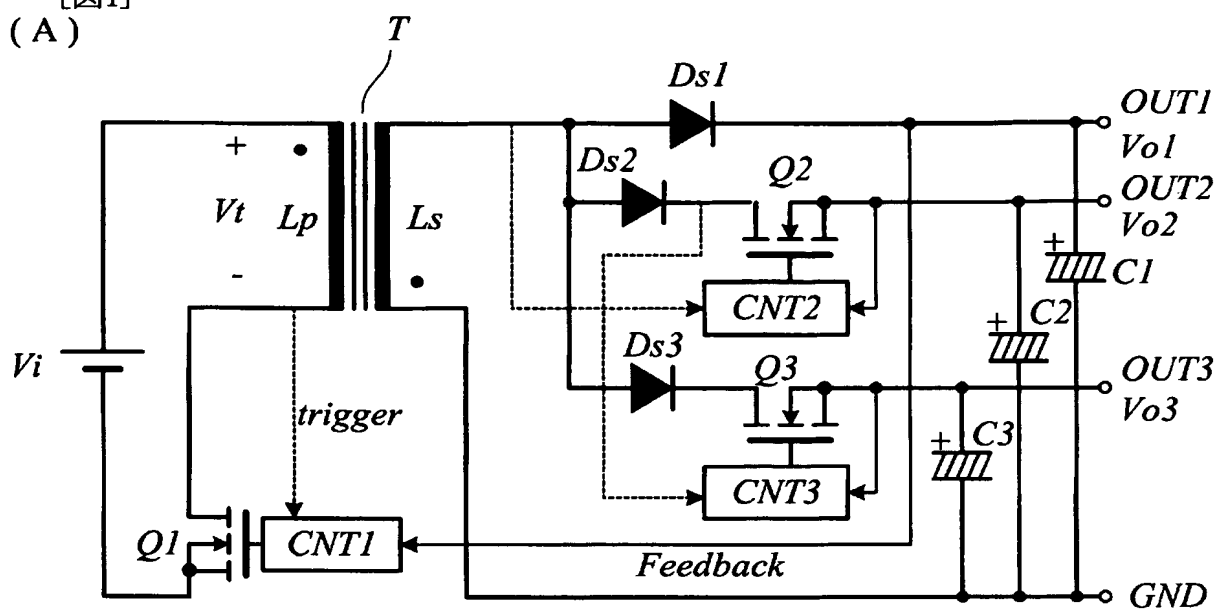 [図1]
(A)
T
Ds1
OUT1
Vo1
+
Vt
-
Lp
Ls
Ds2
Q2
OUT2
Vo2
CNT2
+
C1
+
C2
Vi
Ds3
Q3
OUT3
Vo3
trigger
+
C3
CNT3
Q1
CNT1
Feedback
GND